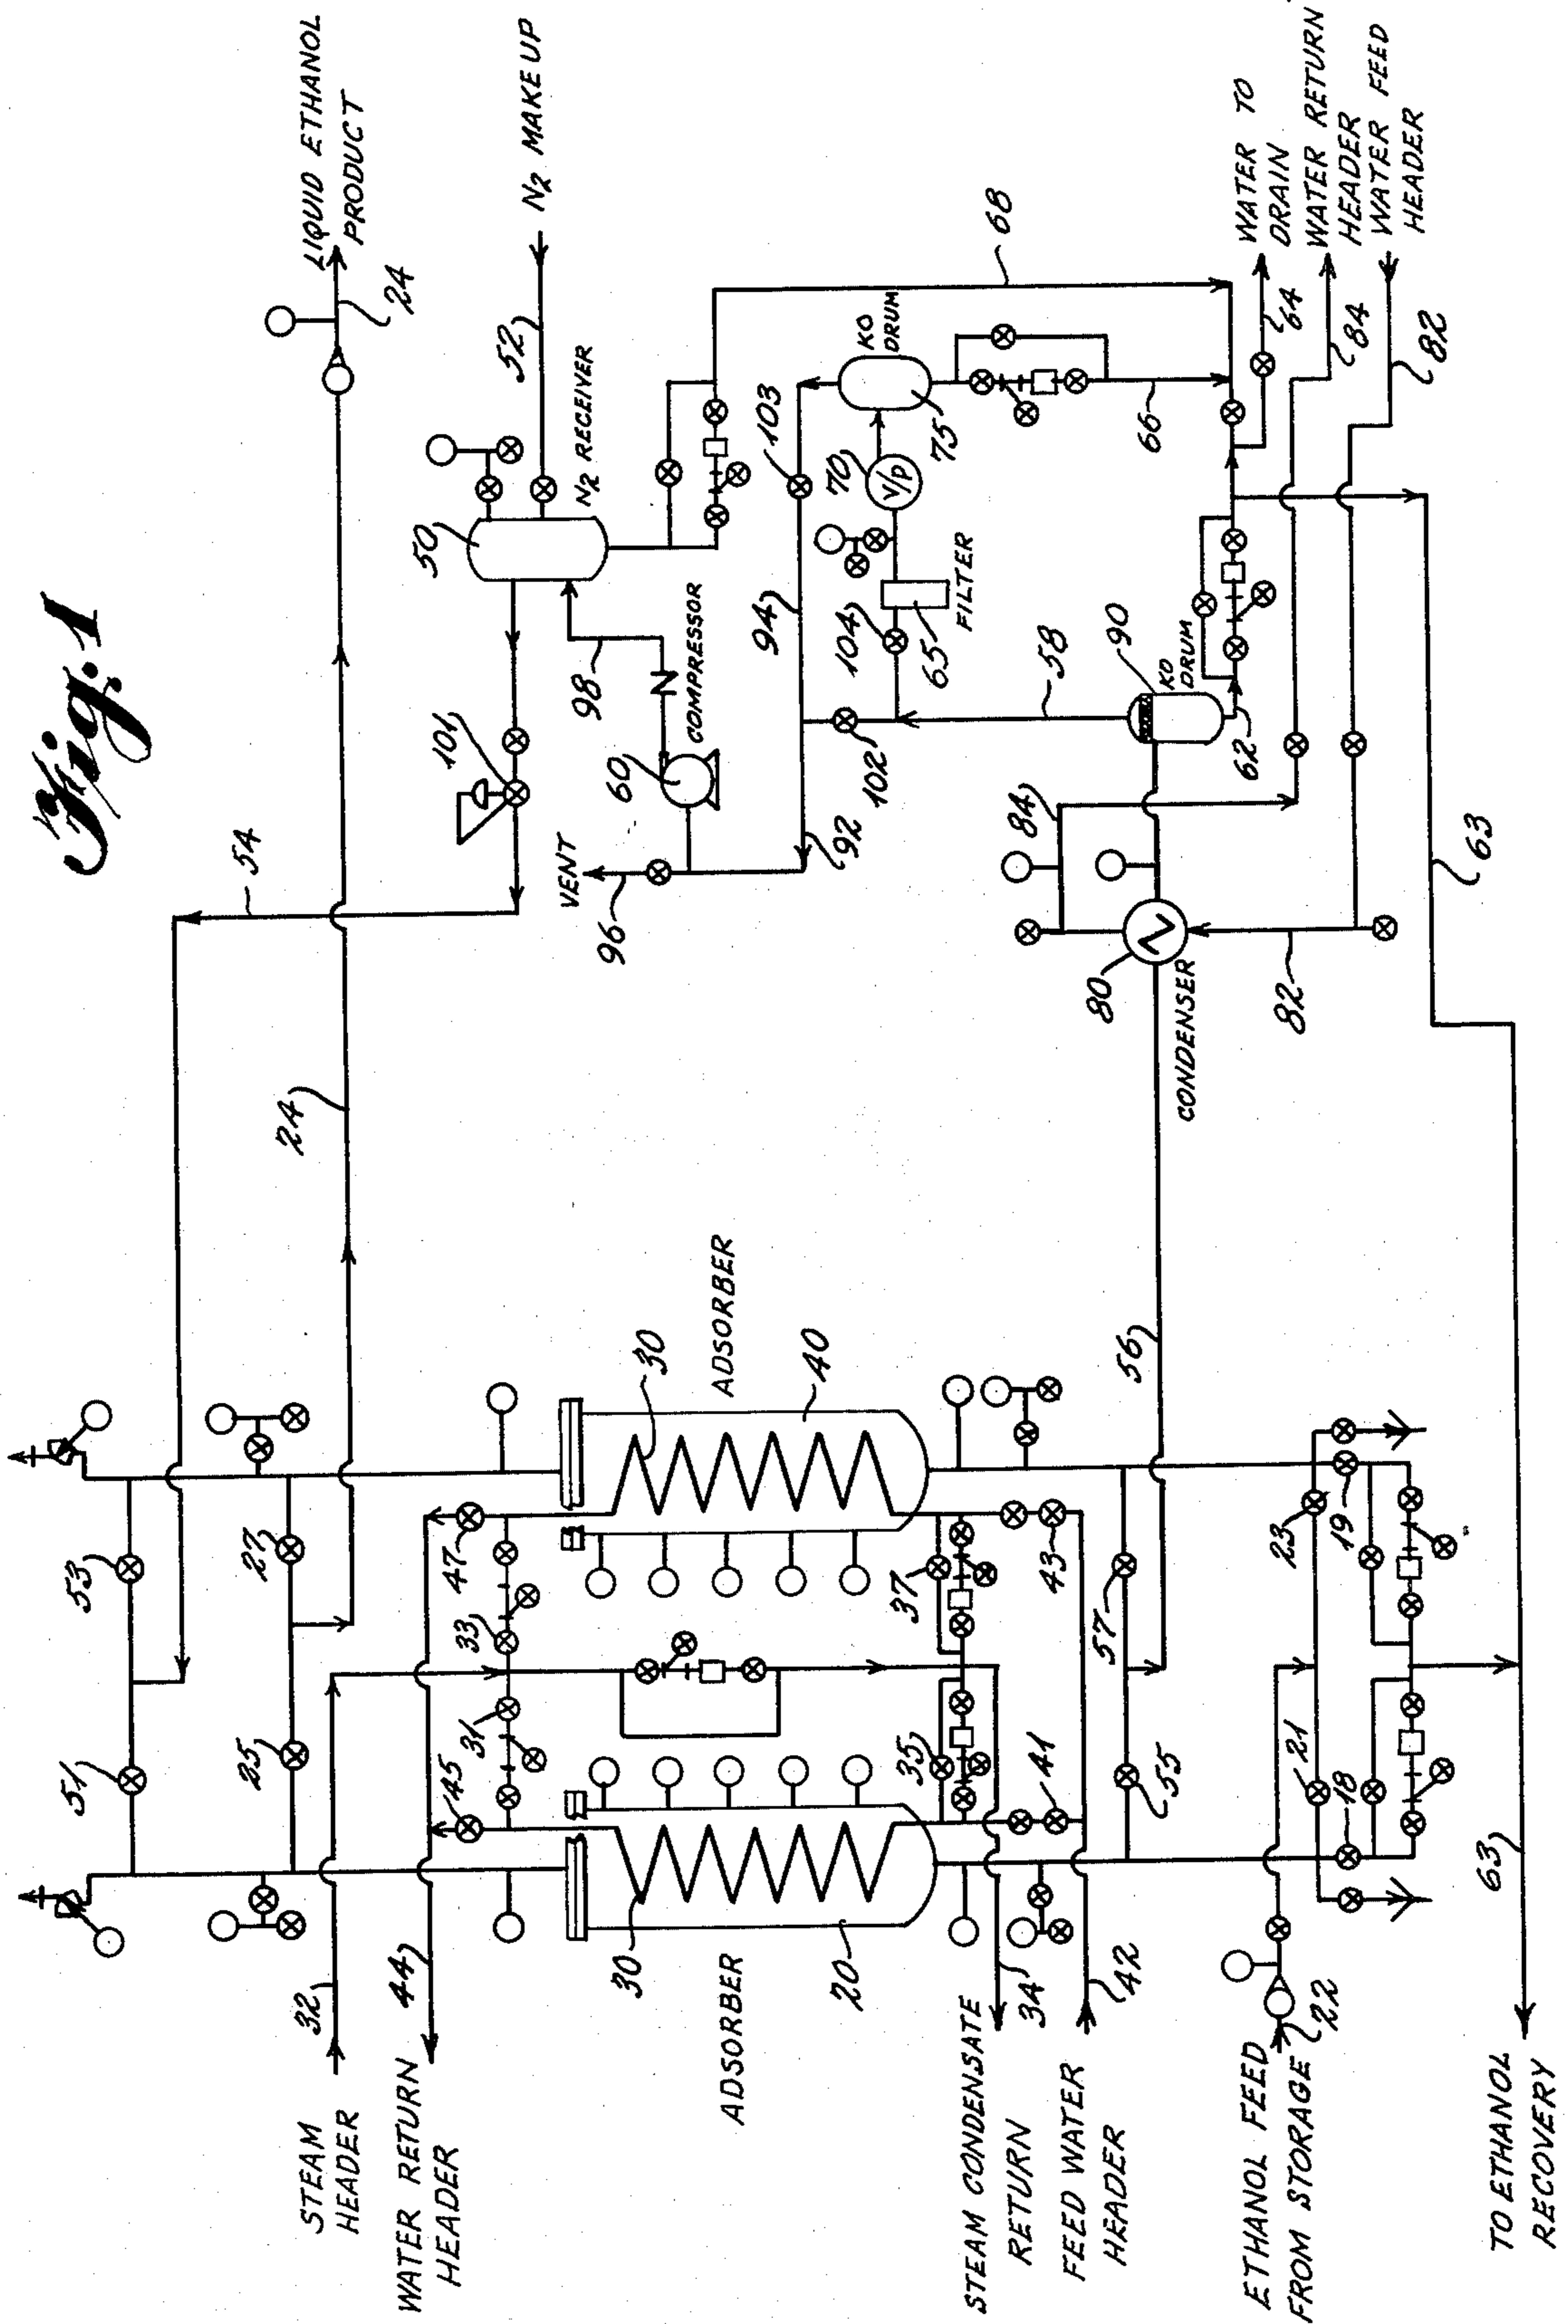 Fig. 1
LIQUID ETHANOL
PRODUCT
24
N2 MAKE UP
52
54
101
50
N2 RECEIVER
98
60
COMPRESSOR
VENT
96
92
94
103
68
KO
DRUM
75
70
V/P
104
65
FILTER
102
58
66
90
KO
DRUM
62
84
80
CONDENSER
82
63
WATER TO
DRAIN
64
WATER RETURN
HEADER
84
WATER FEED
HEADER
82
24
53
51
27
25
STEAM
HEADER
32
WATER RETURN
HEADER
44
47
45
33
31
ADSORBER
30
40
ADSORBER
30
20
37
35
43
41
STEAM CONDENSATE
RETURN
34
FEED WATER
HEADER
42
57
55
56
23
21
19
18
ETHANOL FEED
FROM STORAGE
22
TO ETHANOL
RECOVERY
63